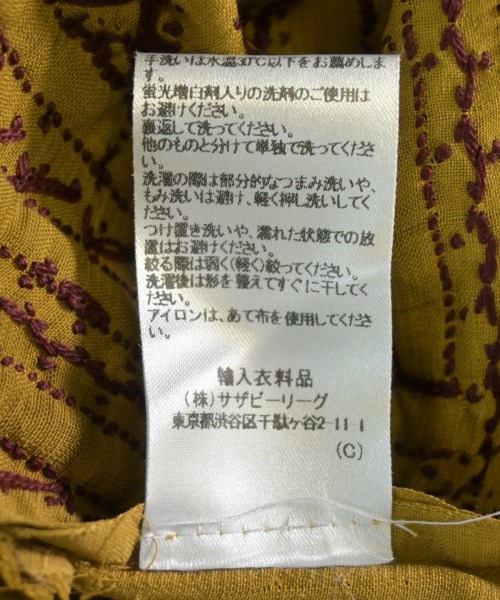 手洗いは水温30℃以下をお薦めしま
す。
蛍光増白剤入りの洗剤のご使用は
お避けください。
裏返して洗ってください。
他のものと分けて単独で洗ってくださ
い。
洗濯の際は部分的なつまみ洗いや、
もみ洗いは避け、軽く押し洗いしてく
ださい。
つけ置き洗いや、濡れた状態での放
置はお避けください。
絞る際は弱く(軽く)絞ってください。
洗濯後は形を整えてすぐに干してく
ださい。
アイロンは、あて布を使用してくださ
い。
輸入衣料品
(株)サザビーリーグ
東京都渋谷区千駄ヶ谷2-11-1
(C)